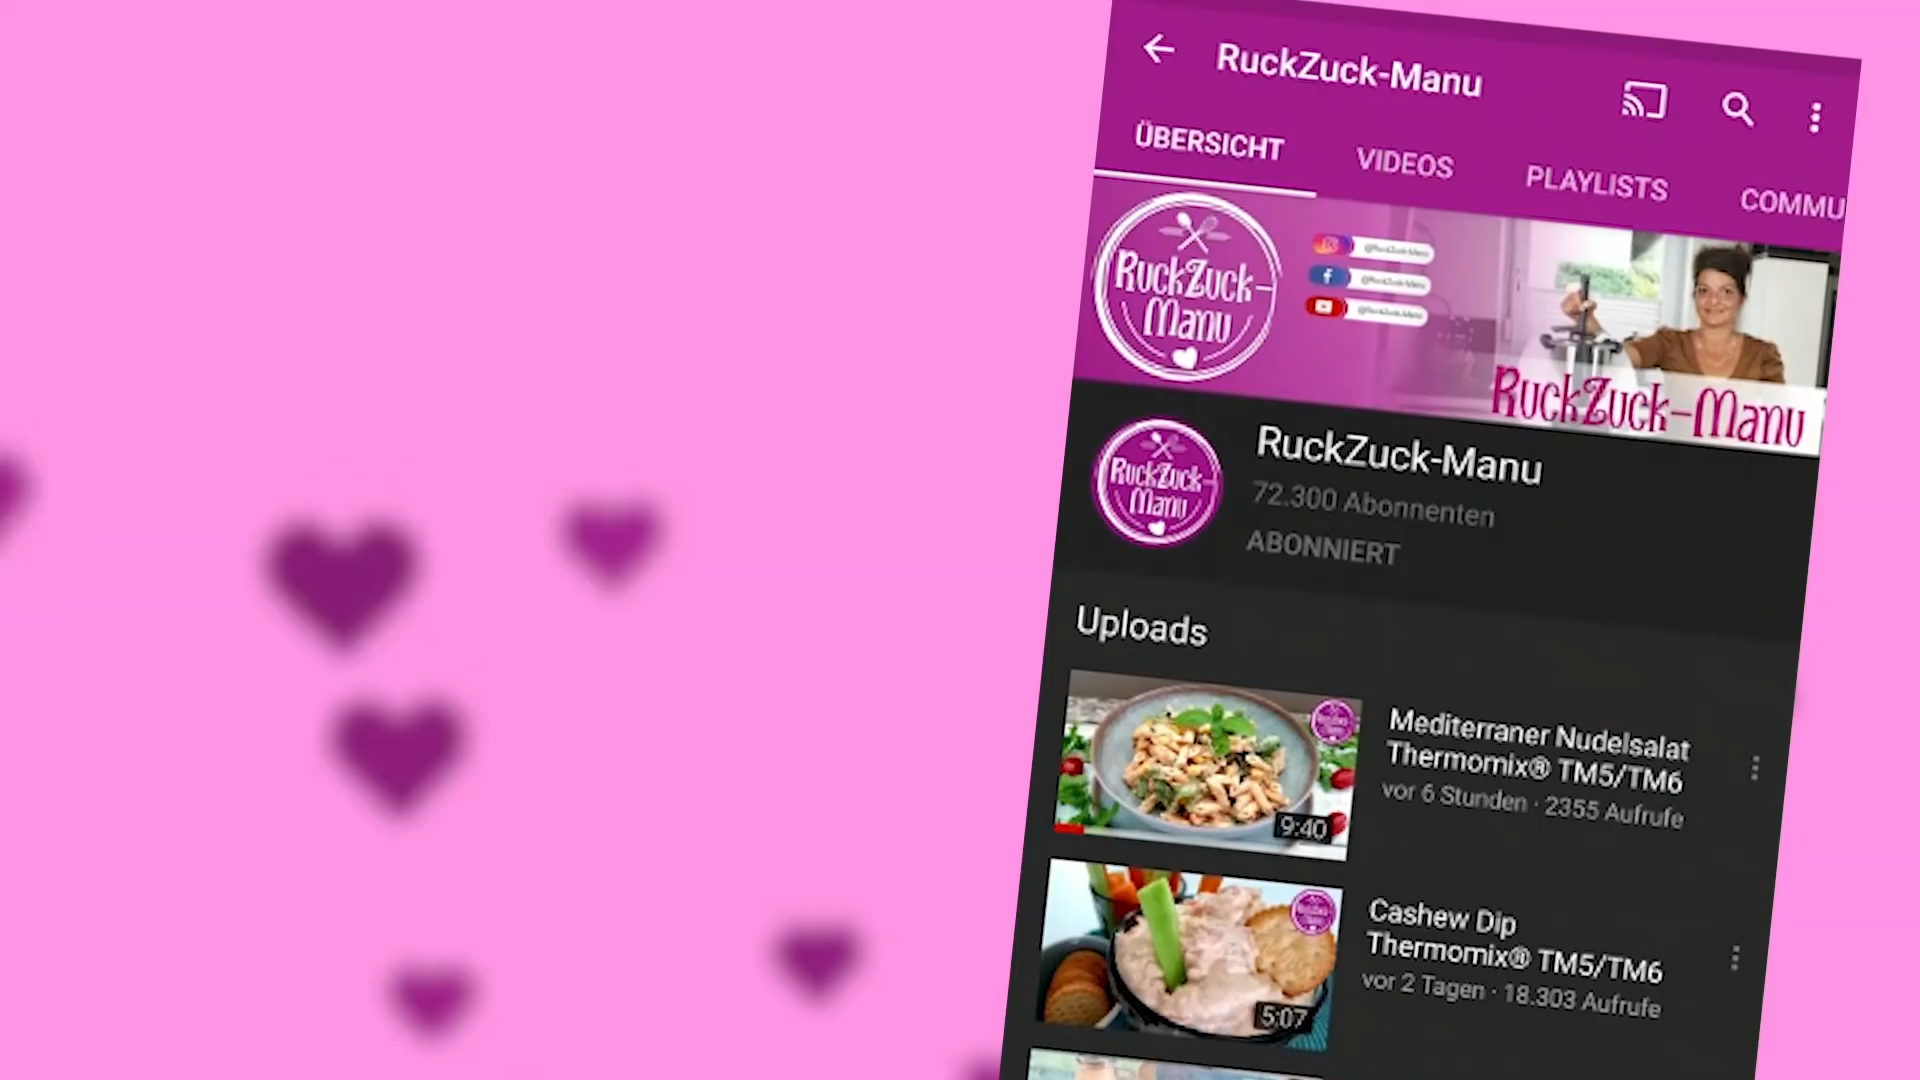 RuckZuck-Manu
ÜBERSICHT VIDEOS PLAYLISTS COMMU
RuckZuck-
Manu
RuckZuck-Manu
RuckZuck-
Manu
RuckZuck-Manu
72.300 Abonnenten
ABONNIERT
Uploads
Mediterraner Nudelsalat
Thermomix® TM5/TM6
vor 6 Stunden · 2355 Aufrufe
9:40
Cashew Dip
Thermomix® TM5/TM6
vor 2 Tagen · 18.303 Aufrufe
5:07